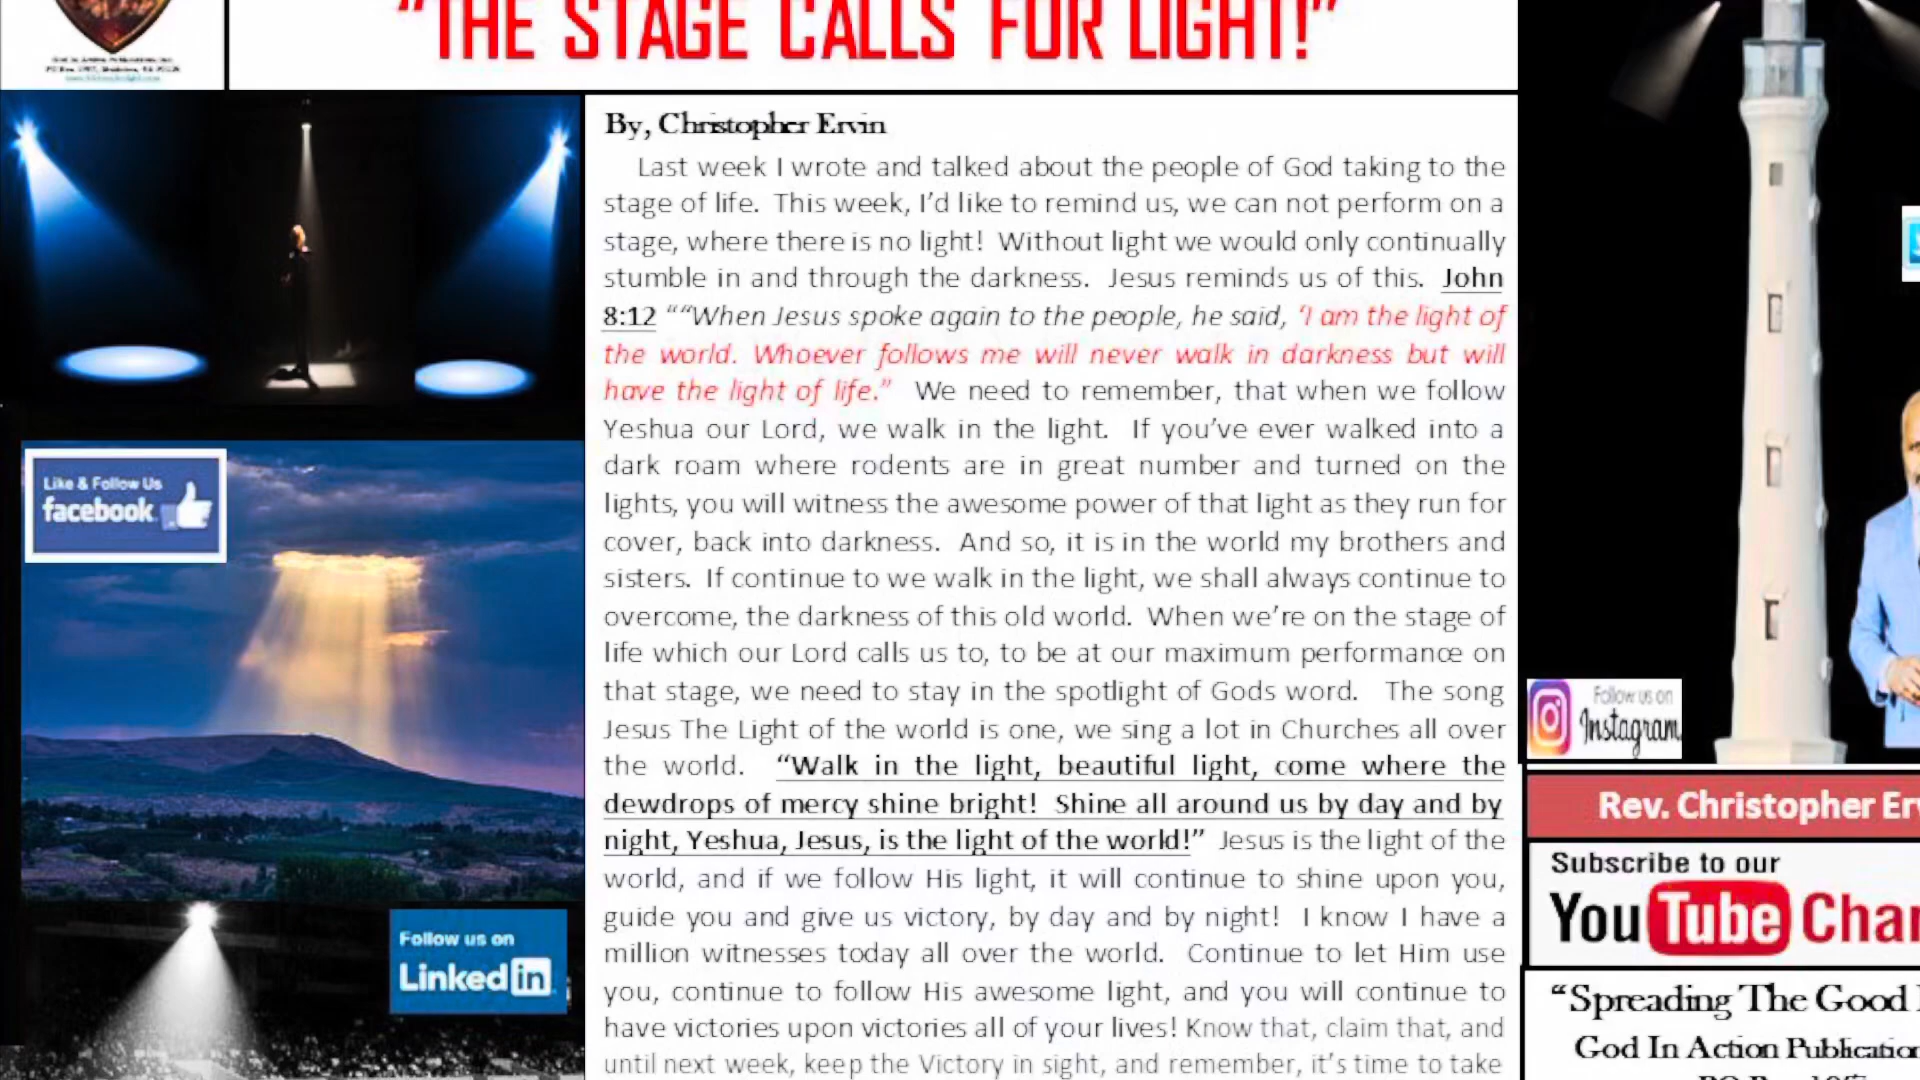 "THE STAGE CALLS FOR LIGHT!"
By, Christopher Ervin
Last week I wrote and talked about the people of God taking to the
stage of life. This week, I'd like to remind us, we can not perform on a
stage, where there is no light! Without light we would only continually
stumble in and through the darkness. Jesus reminds us of this. John
8:12 ""When Jesus spoke again to the people, he said, 'I am the light of
the world. Whoever follows me will never walk in darkness but will
have the light of life." We need to remember, that when we follow
Yeshua our Lord, we walk in the light. If you've ever walked into a
dark roam where rodents are in great number and turned on the
lights, you will witness the awesome power of that light as they run for
cover, back into darkness. And so, it is in the world my brothers and
sisters. If continue to we walk in the light, we shall always continue to
overcome, the darkness of this old world. When we're on the stage of
life which our Lord calls us to, to be at our maximum performance on
that stage, we need to stay in the spotlight of Gods word. The song
Jesus The Light of the world is one, we sing a lot in Churches all over
the world. "Walk in the light, beautiful light, come where the
dewdrops of mercy shine bright! Shine all around us by day and by
night, Yeshua, Jesus, is the light of the world!" Jesus is the light of the
world, and if we follow His light, it will continue to shine upon you,
guide you and give us victory, by day and by night! I know I have a
million witnesses today all over the world. Continue to let Him use
you, continue to follow His awesome light, and you will continue to
have victories upon victories all of your lives! Know that, claim that, and
until next week, keep the Victory in sight, and remember, it's time to take
Like & Follow Us
facebook
Follow us on
Linked in
Follow us on
Instagram
Rev. Christopher Er
Subscribe to our
YouTube Chan
"Spreading The Good
God In Action Publication